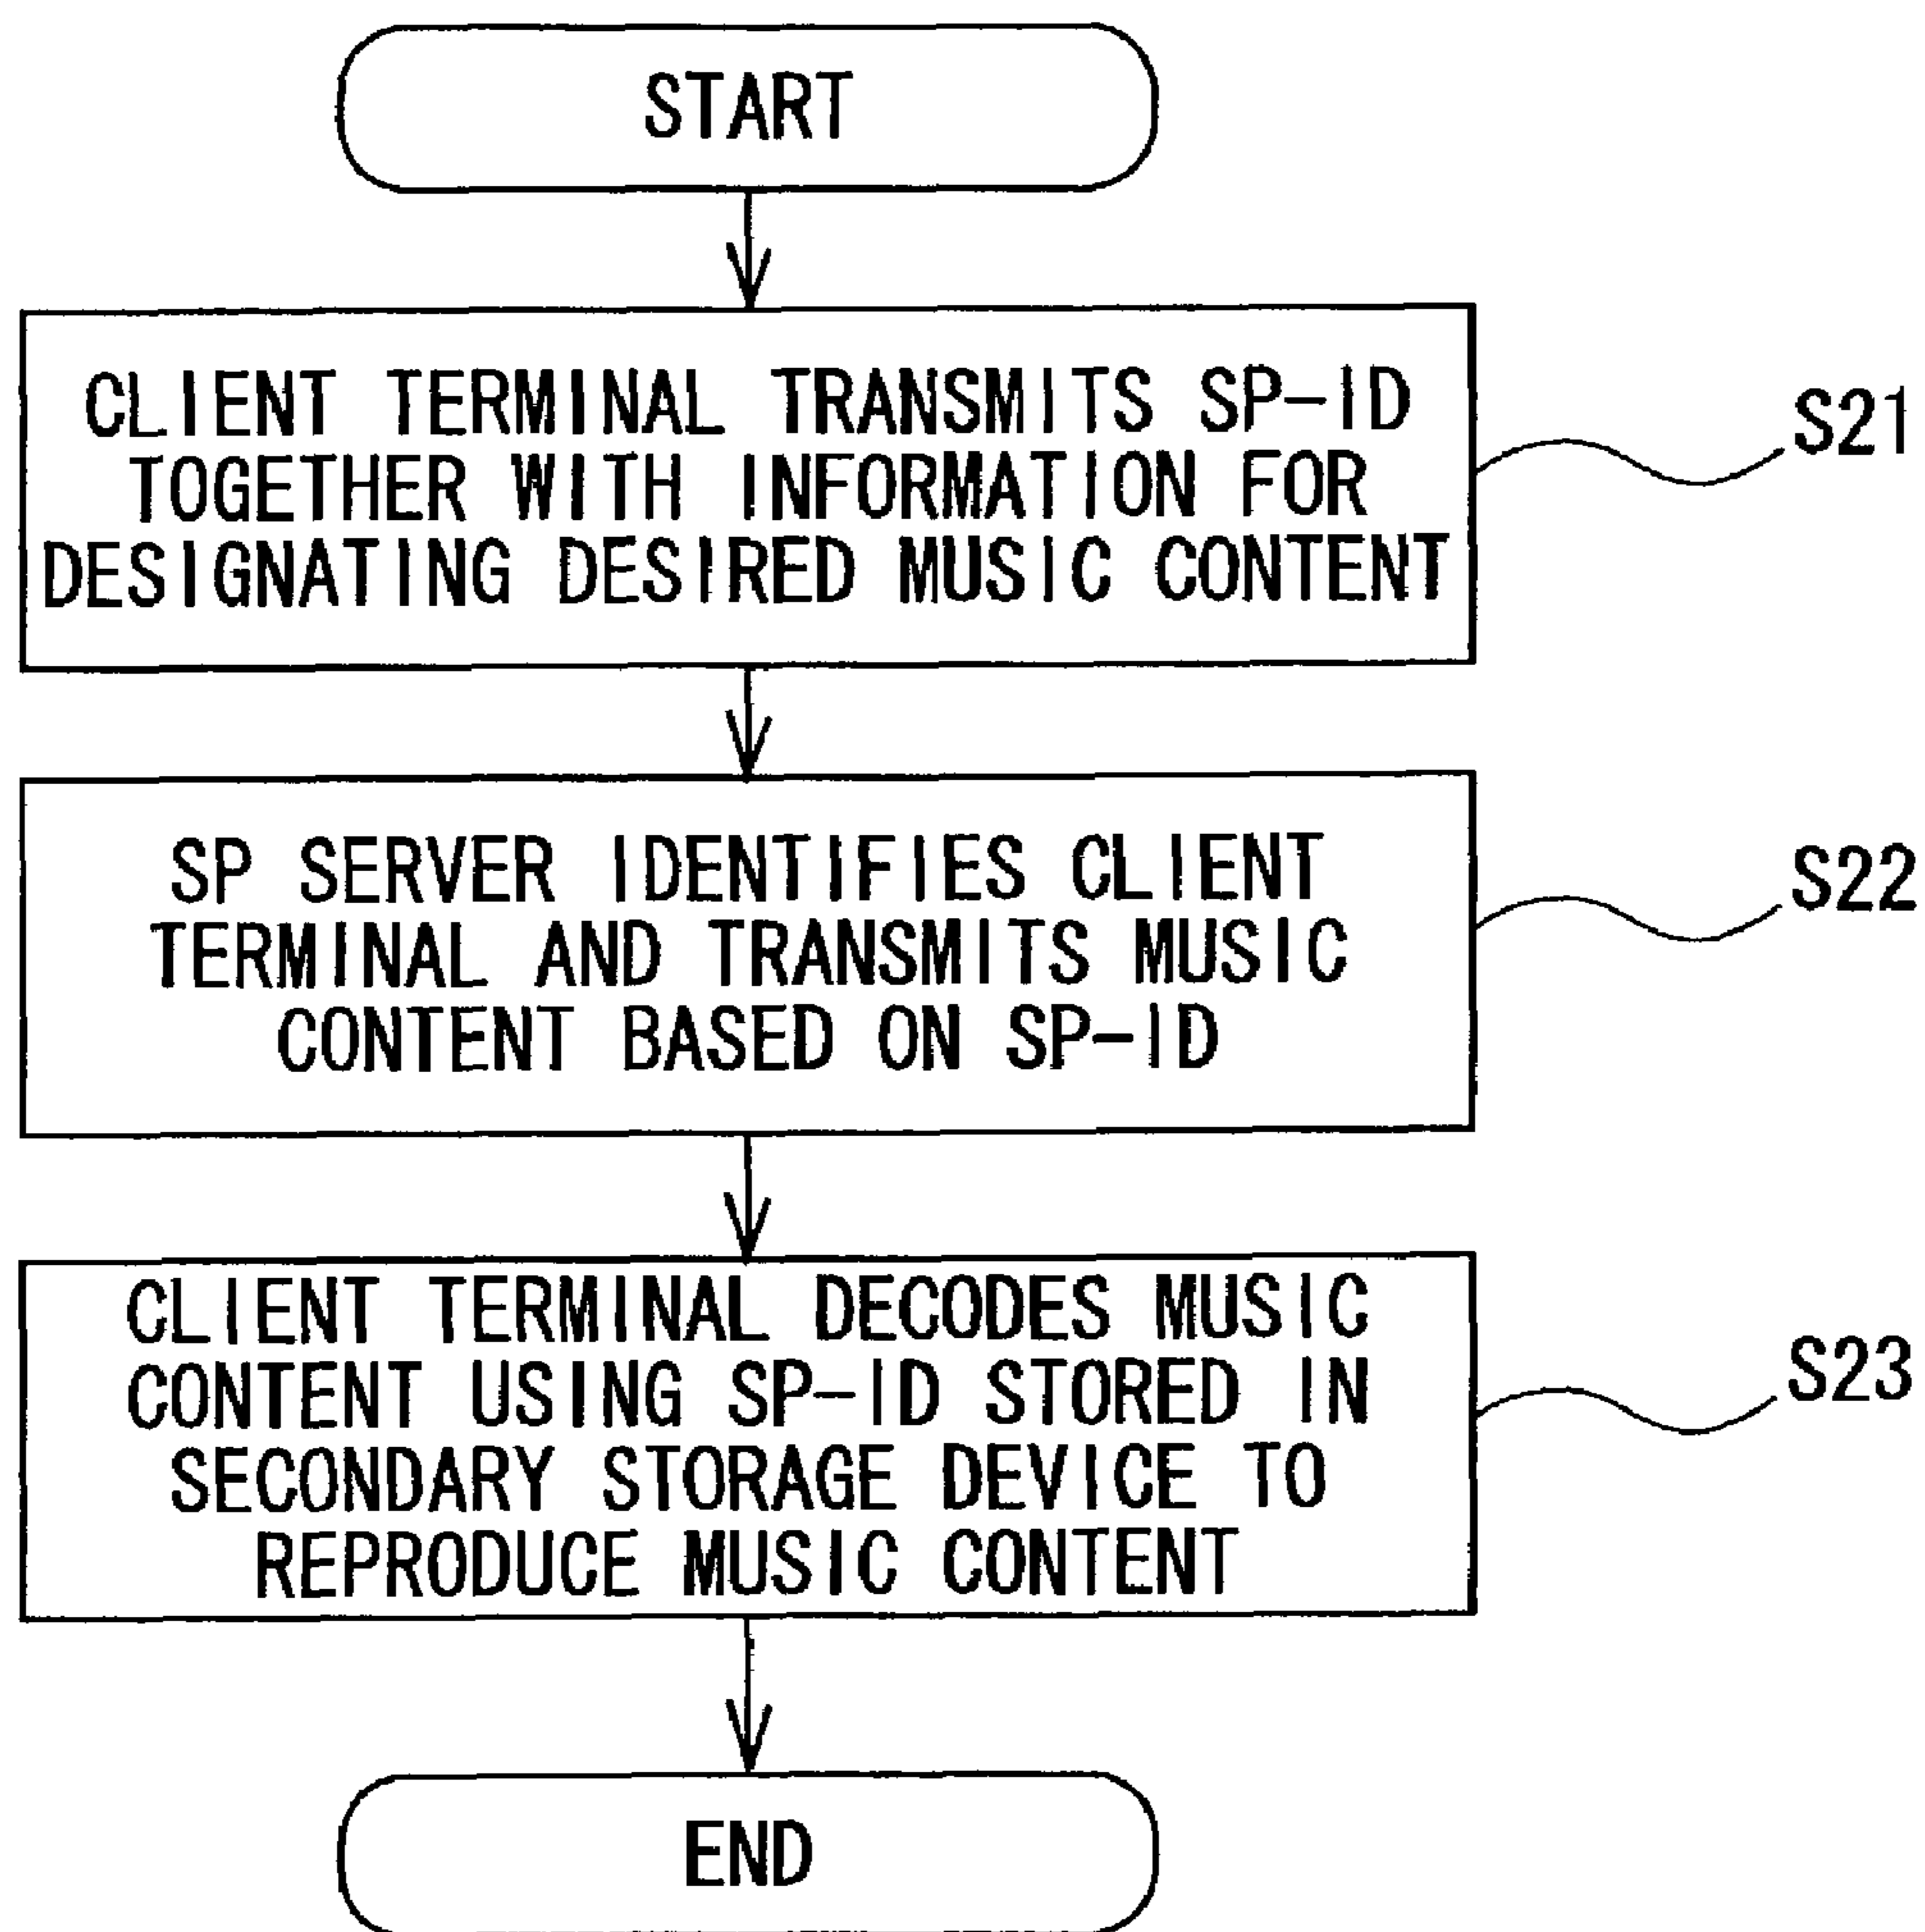 START
CLIENT TERMINAL TRANSMITS SP-ID
TOGETHER WITH INFORMATION FOR
DESIGNATING DESIRED MUSIC CONTENT
S21
SP SERVER IDENTIFIES CLIENT
TERMINAL AND TRANSMITS MUSIC
CONTENT BASED ON SP-ID
S22
CLIENT TERMINAL DECODES MUSIC
CONTENT USING SP-ID STORED IN
SECONDARY STORAGE DEVICE TO
REPRODUCE MUSIC CONTENT
S23
END